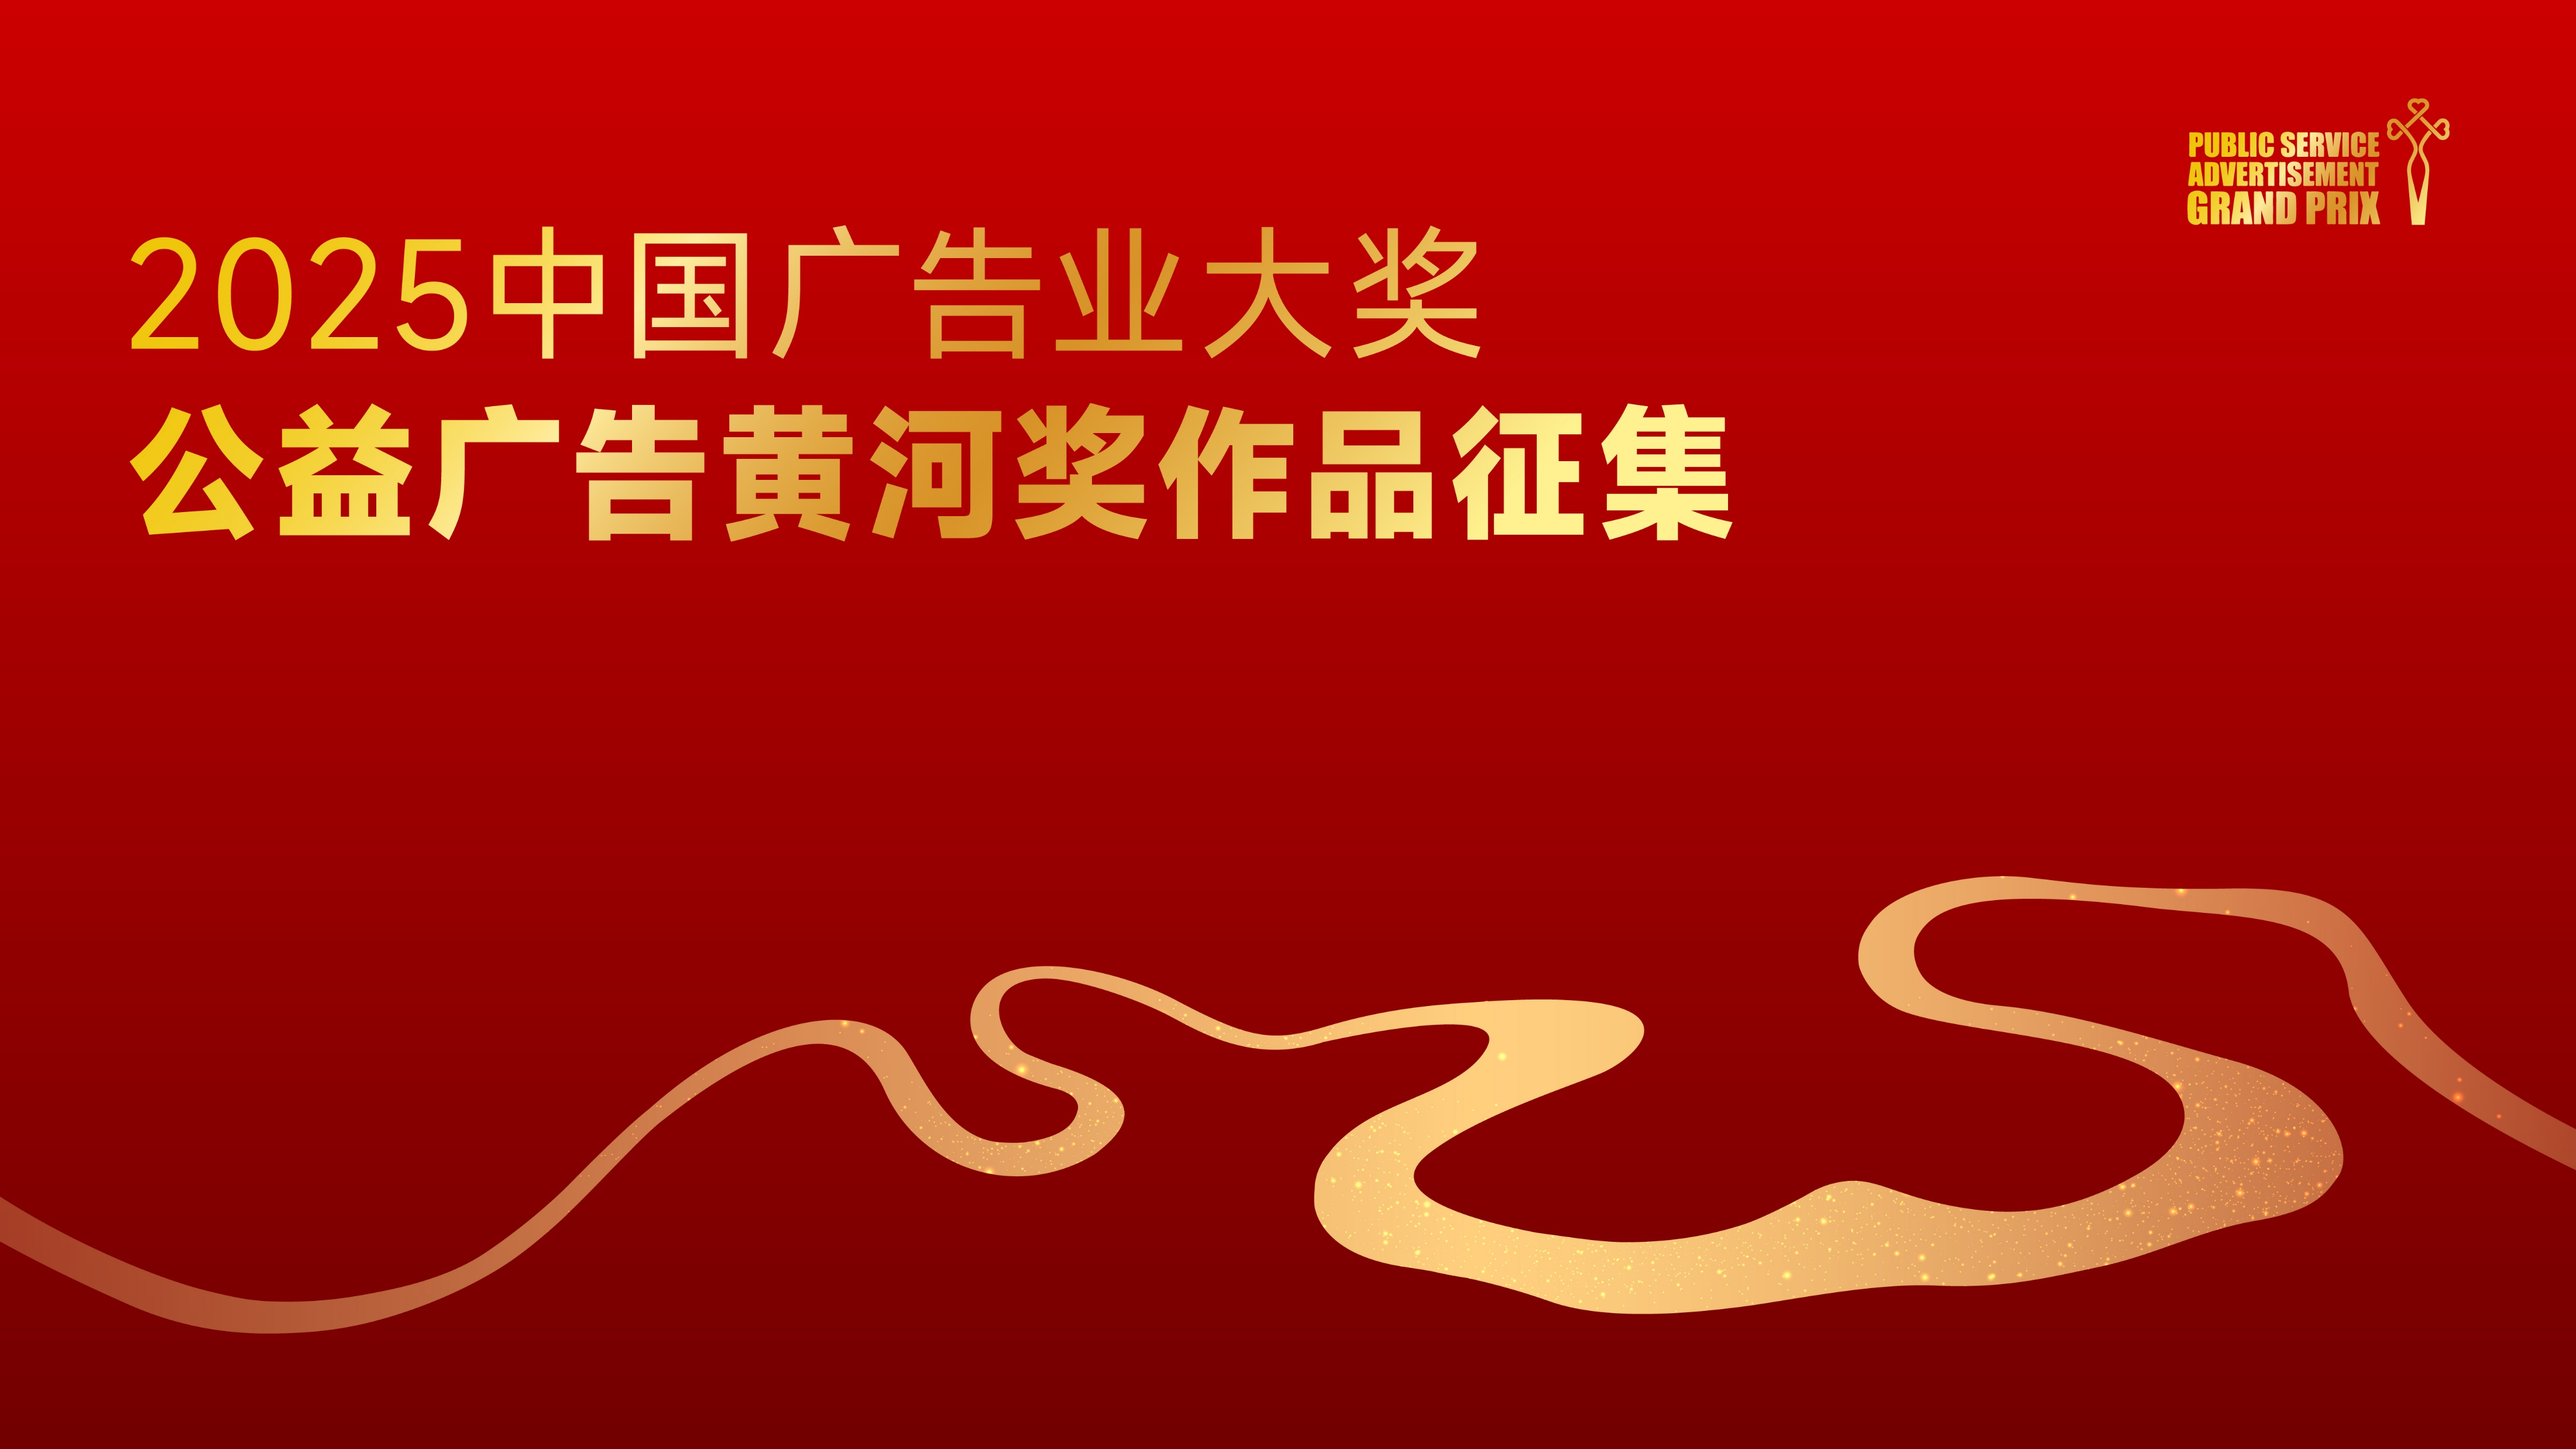 2025中国广告业大奖
公益广告黄河奖作品征集
PUBLIC SERVICE
ADVERTISEMENT
GRAND PRIX